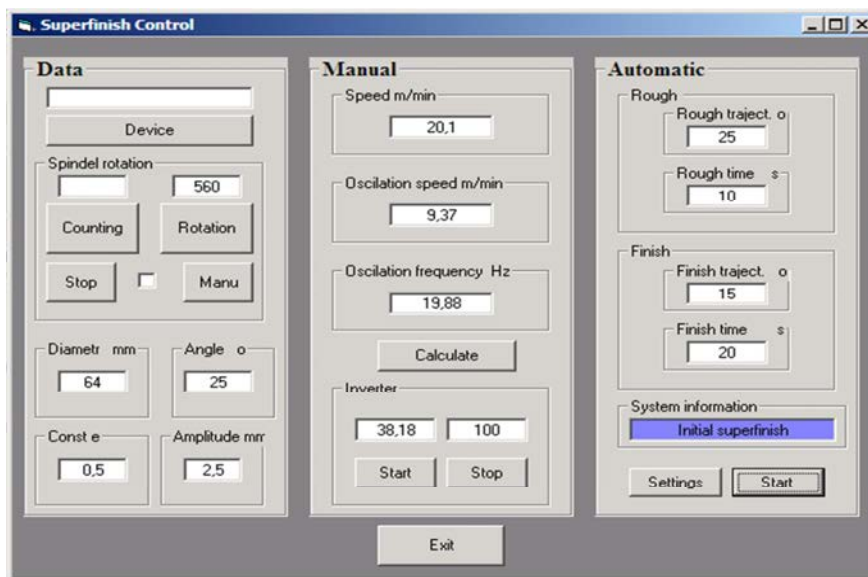 Superfinish Control
Data
Device
Spindel rotation
560
Counting Rotation
Stop Manu
Diametr mm Angle o
64 25
Const e Amplitude mm
0,5 2,5
Manual
Speed m/min
20,1
Oscilation speed m/min
9,37
Oscilation frequency Hz
19,88
Calculate
Inverter
38,18 100
Start Stop
Automatic
Rough
Rough traject. o
25
Rough time s
10
Finish
Finish traject. o
15
Finish time s
20
System information
Initial superfinish
Settings Start
Exit